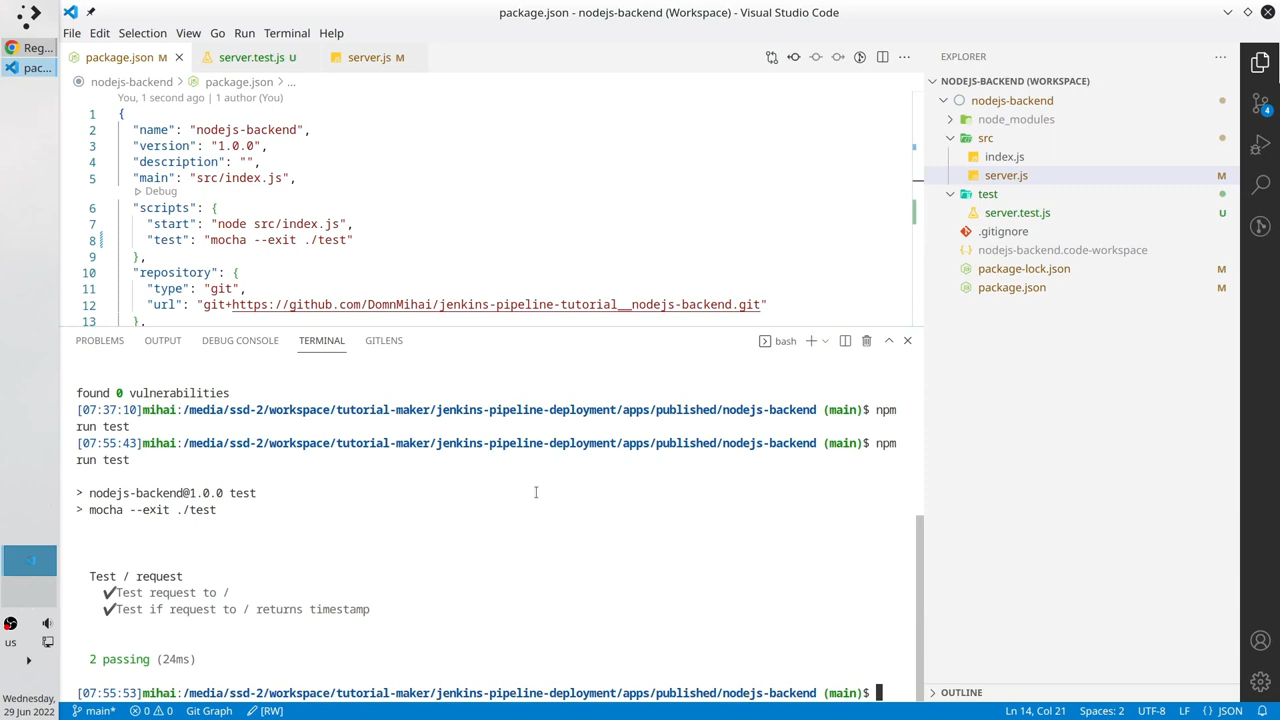 package.json - nodejs-backend (Workspace) - Visual Studio Code
Reg...
pac...
File Edit Selection View Go Run Terminal Help
package.json M
server.test.js U
server.js M
nodejs-backend > package.json > ...
You, 1 second ago | 1 author (You)
1 {
2 "name": "nodejs-backend",
3 "version": "1.0.0",
4 "description": "",
5 "main": "src/index.js",
Debug
6 "scripts": {
7 "start": "node src/index.js",
8 "test": "mocha --exit ./test"
9 },
10 "repository": {
11 "type": "git",
12 "url": "git+https://github.com/DomnMihai/jenkins-pipeline-tutorial__nodejs-backend.git"
13 },
PROBLEMS OUTPUT DEBUG CONSOLE TERMINAL GITLENS
bash
found 0 vulnerabilities
[07:37:10]mihai:/media/ssd-2/workspace/tutorial-maker/jenkins-pipeline-deployment/apps/published/nodejs-backend (main)$ npm
run test
[07:55:43]mihai:/media/ssd-2/workspace/tutorial-maker/jenkins-pipeline-deployment/apps/published/nodejs-backend (main)$ npm
run test
> nodejs-backend@1.0.0 test
> mocha --exit ./test
Test / request
✔Test request to /
✔Test if request to / returns timestamp
2 passing (24ms)
[07:55:53]mihai:/media/ssd-2/workspace/tutorial-maker/jenkins-pipeline-deployment/apps/published/nodejs-backend (main)$
EXPLORER
NODEJS-BACKEND (WORKSPACE)
nodejs-backend
node_modules
src
index.js
server.js M
test
server.test.js U
.gitignore
nodejs-backend.code-workspace
package-lock.json M
package.json M
OUTLINE
4
us
Wednesday,
29 Jun 2022
main* 0 0 Git Graph [RW]
Ln 14, Col 21 Spaces: 2 UTF-8 LF {} JSON